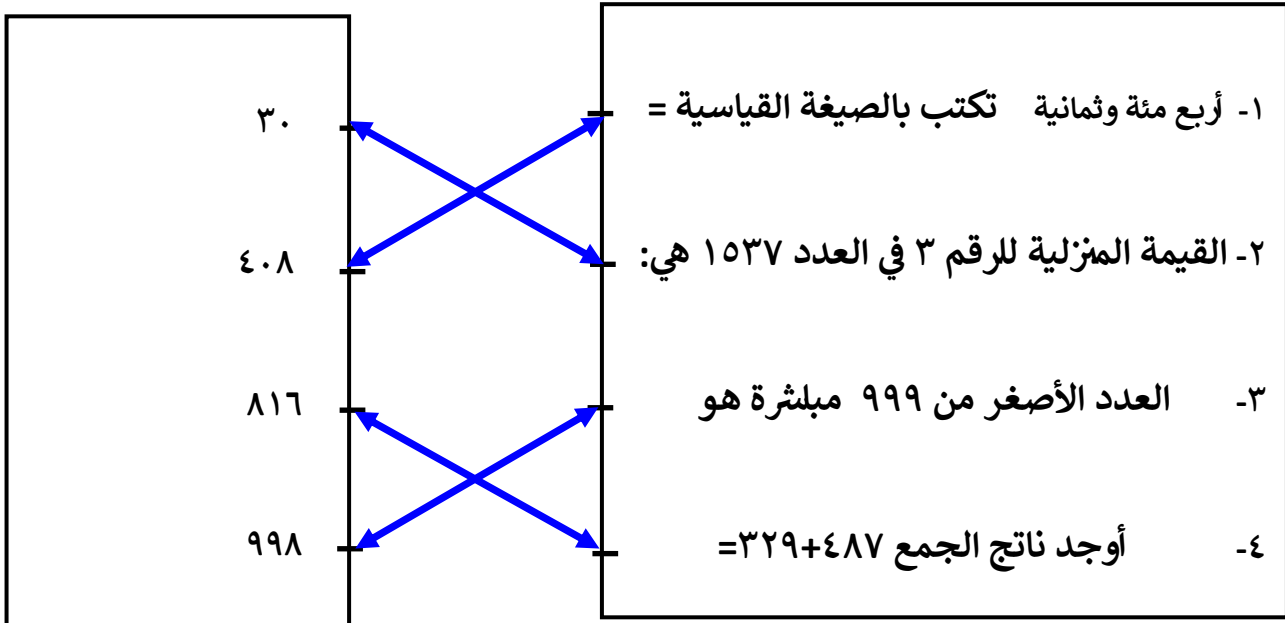 ١- أربع مئة وثمانية تكتب بالصيغة القياسية =
٢- القيمة المنزلية للرقم ٣ في العدد ١٥٣٧ هي:
٣- العدد الأصغر من ٩٩٩ مبلشرة هو
٤- أوجد ناتج الجمع ٤٨٧+٣٢٩=
٣٠
٤٠٨
٨١٦
٩٩٨